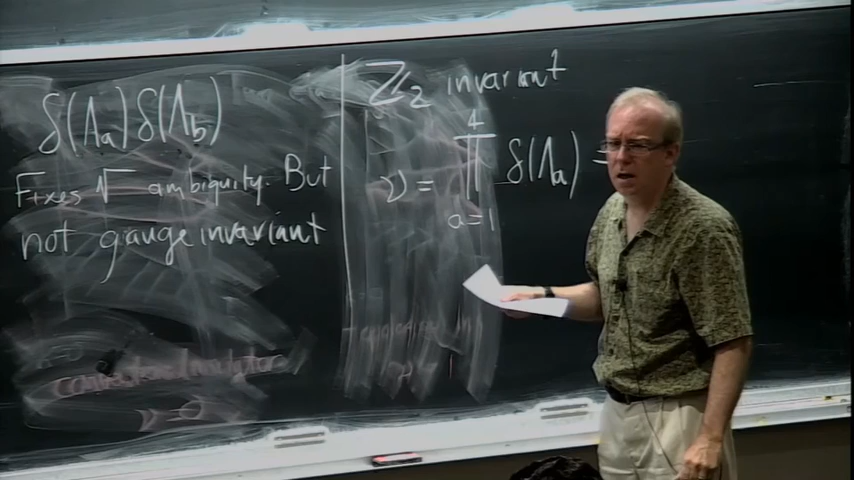 δ(Λa)δ(Λb)
Fixes √ ambiguity. But
not gauge invariant
ℤ₂ invariant
ν = ∏ δ(Λa) =
4
a=1